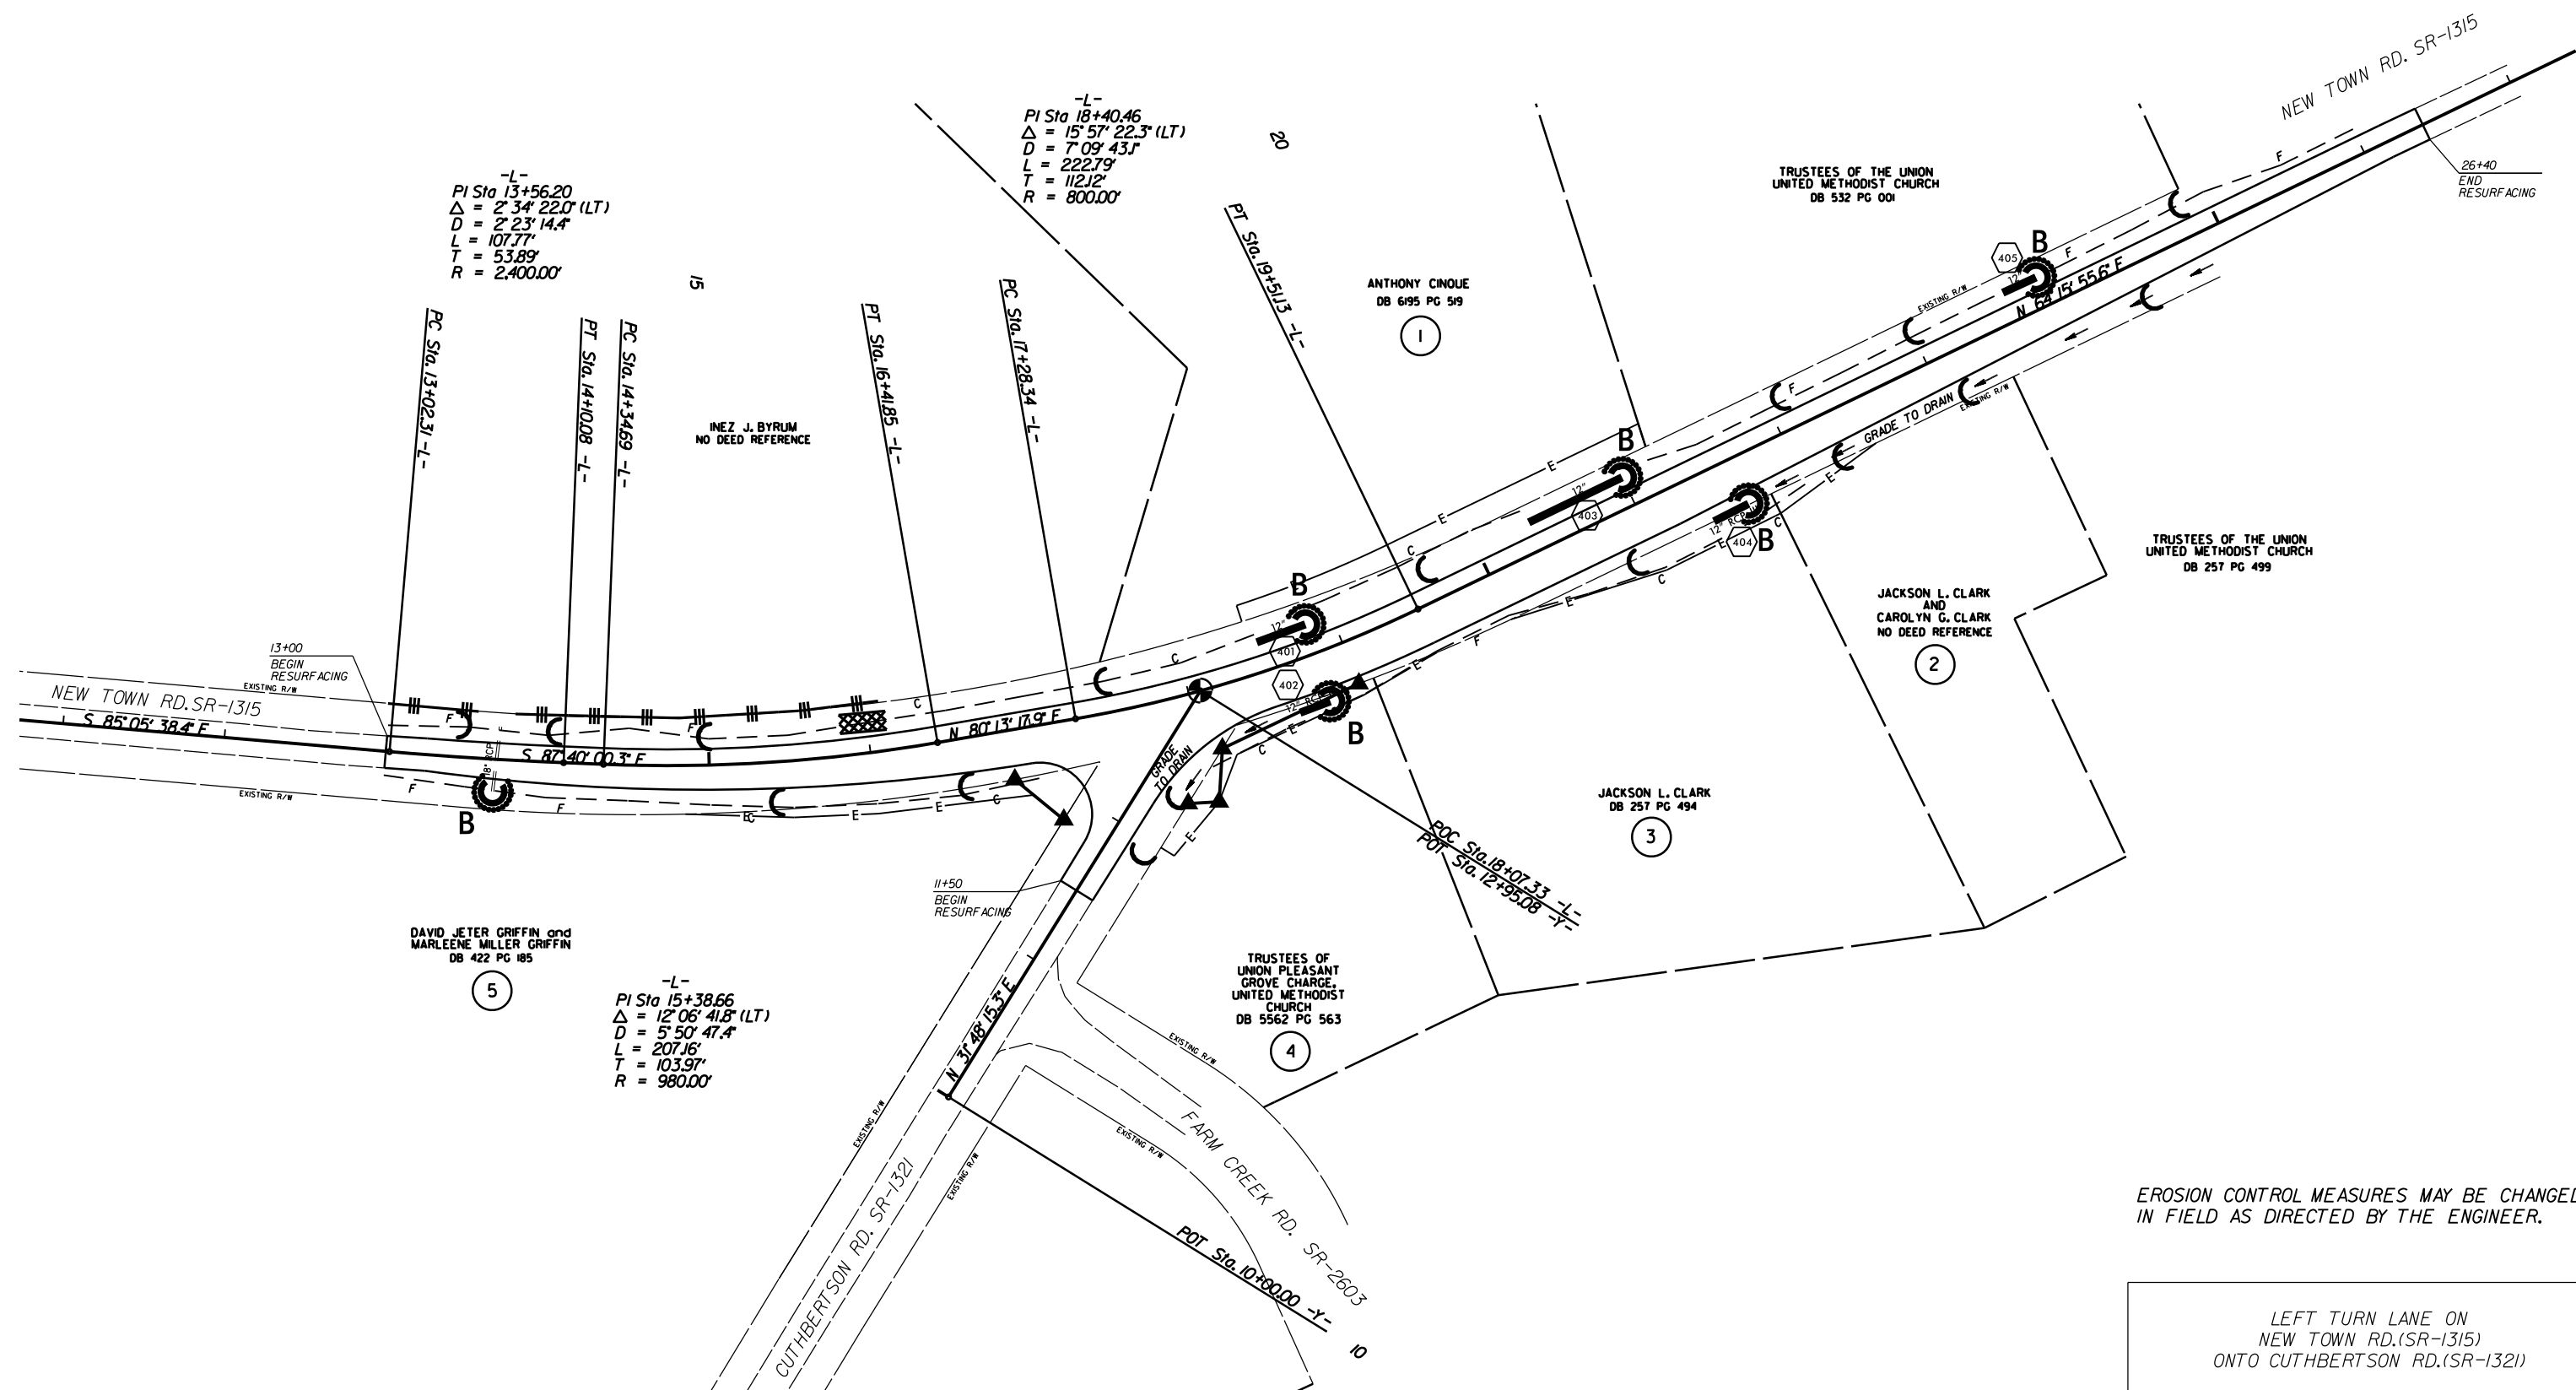 NEW TOWN RD. SR-1315
26+40
END
RESURFACING
-L-
PI Sta 18+40.46
Δ = 15° 57' 22.3" (LT)
D = 7° 09' 43.1"
L = 222.79'
T = 112.12'
R = 800.00'
20
-L-
PI Sta 13+56.20
Δ = 2° 34' 22.0" (LT)
D = 2° 23' 14.4"
L = 107.77'
T = 53.89'
R = 2,400.00'
15
TRUSTEES OF THE UNION
UNITED METHODIST CHURCH
DB 532 PG 001
ANTHONY CINQUE
DB 6195 PG 519
1
PC Sta. 13+02.31 -L-
PT Sta. 14+10.08 -L-
PC Sta. 14+34.69 -L-
INEZ J. BYRUM
NO DEED REFERENCE
PT Sta. 16+41.85 -L-
PC Sta. 17+28.34 -L-
PT Sta. 19+51.13 -L-
B
405
12"
F
F
EXISTING R/W
N 64° 15' 55.6" E
F
GRADE TO DRAIN
EXISTING R/W
E
B
12"
403
E
E
C
12" RCP
404
B
C
E
E
C
E
F
TRUSTEES OF THE UNION
UNITED METHODIST CHURCH
DB 257 PG 499
JACKSON L. CLARK
AND
CAROLYN G. CLARK
NO DEED REFERENCE
2
B
12"
401
C
402
12" RCP
B
E
E
C
13+00
BEGIN
RESURFACING
EXISTING R/W
NEW TOWN RD. SR-1315
S 85° 05' 38.4" E
F
F
18" RCP
F
S 87° 40' 00.3" E
C
N 80° 13' 17.9" E
EXISTING R/W
F
B
F
E
C
E
E
C
GRADE
TO DRAIN
E
POC Sta. 18+07.33 -L-
POT Sta. 12+95.08 -Y-
JACKSON L. CLARK
DB 257 PG 494
3
11+50
BEGIN
RESURFACING
DAVID JETER GRIFFIN and
MARLEENE MILLER GRIFFIN
DB 422 PG 185
5
-L-
PI Sta 15+38.66
Δ = 12° 06' 41.8" (LT)
D = 5° 50' 47.4"
L = 207.16'
T = 103.97'
R = 980.00'
TRUSTEES OF
UNION PLEASANT
GROVE CHARGE,
UNITED METHODIST
CHURCH
DB 5562 PG 563
4
N 31° 48' 15.3" E
EXISTING R/W
EXISTING R/W
EXISTING R/W
EXISTING R/W
CUTHBERTSON RD. SR-1321
FARM CREEK RD. SR-2603
POT Sta. 10+00.00 -Y-
10
EROSION CONTROL MEASURES MAY BE CHANGED
IN FIELD AS DIRECTED BY THE ENGINEER.
LEFT TURN LANE ON
NEW TOWN RD.(SR-1315)
ONTO CUTHBERTSON RD.(SR-1321)